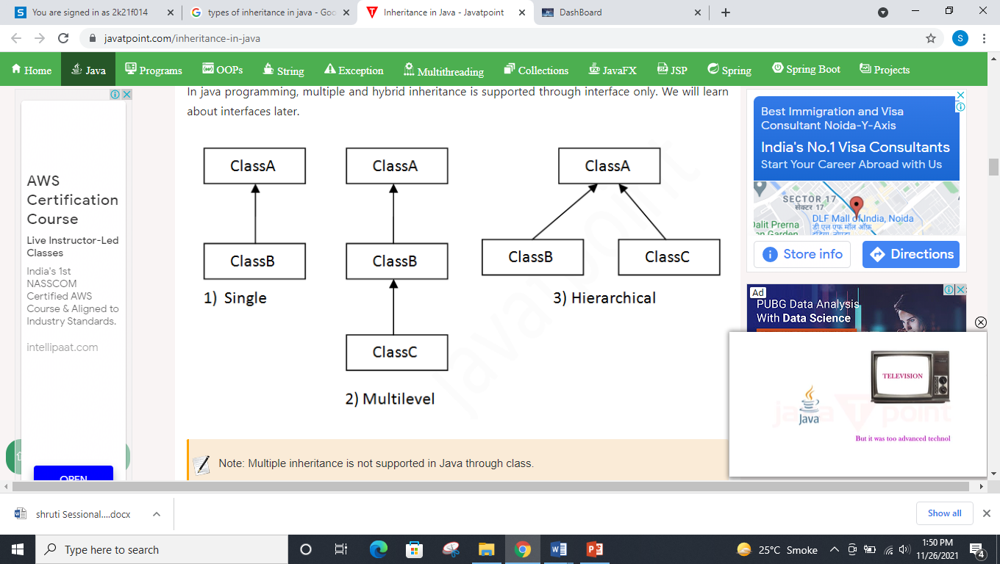 You are signed in as 2k21f014
types of inheritance in java - Goo
Inheritance in Java - Javatpoint
DashBoard
javatpoint.com/inheritance-in-java
S
Home
Java
Programs
OOPs
String
Exception
Multithreading
Collections
JavaFX
JSP
Spring
Spring Boot
Projects
In java programming, multiple and hybrid inheritance is supported through interface only. We will learn
about interfaces later.
ClassA
ClassB
1) Single
ClassA
ClassB
ClassC
2) Multilevel
ClassA
ClassB
ClassC
3) Hierarchical
Note: Multiple inheritance is not supported in Java through class.
AWS
Certification
Course
Live Instructor-Led
Classes
India's 1st
NASSCOM
Certified AWS
Course & Aligned to
Industry Standards.
intellipaat.com
OPEN
Best Immigration and Visa
Consultant Noida-Y-Axis
India's No.1 Visa Consultants
Start Your Career Abroad with Us
SECTOR 17
सेक्टर 17
Dalit Prerna
DLF Mall of India, Noida
डी एल एफ मॉल ऑफ़
Store info
Directions
Ad
PUBG Data Analysis
With Data Science
TELEVISION
Java
java T point
But it was too advanced technol
javatpoint
shruti Sessional....docx
Show all
Type here to search
25°C Smoke
1:50 PM
11/26/2021
4